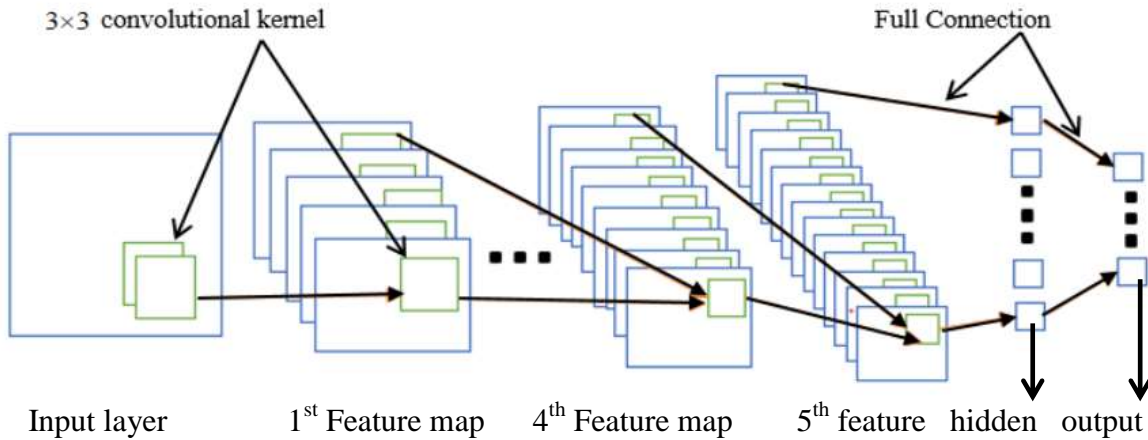 3×3 convolutional kernel
Full Connection
Input layer 1st Feature map 4th Feature map 5th feature hidden output